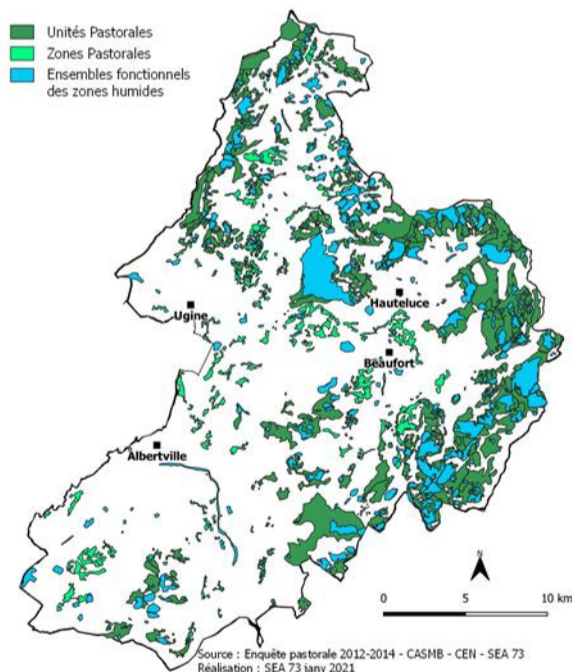 Unités Pastorales
Zones Pastorales
Ensembles fonctionnels
des zones humides
Ugine
Hauteluce
Beaufort
Albertville
N
0 5 10 km
Source : Enquête pastorale 2012-2014 - CASMB - CEN - SEA 73
Réalisation : SEA 73 janv 2021